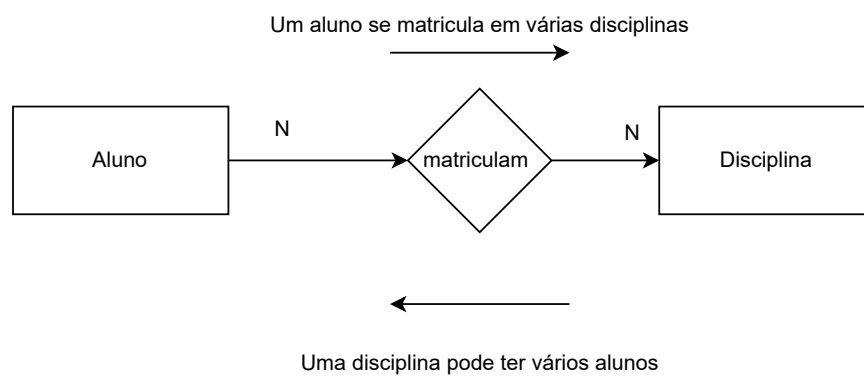 Um aluno se matricula em várias disciplinas
N
N
Aluno
matriculam
Disciplina
Uma disciplina pode ter vários alunos